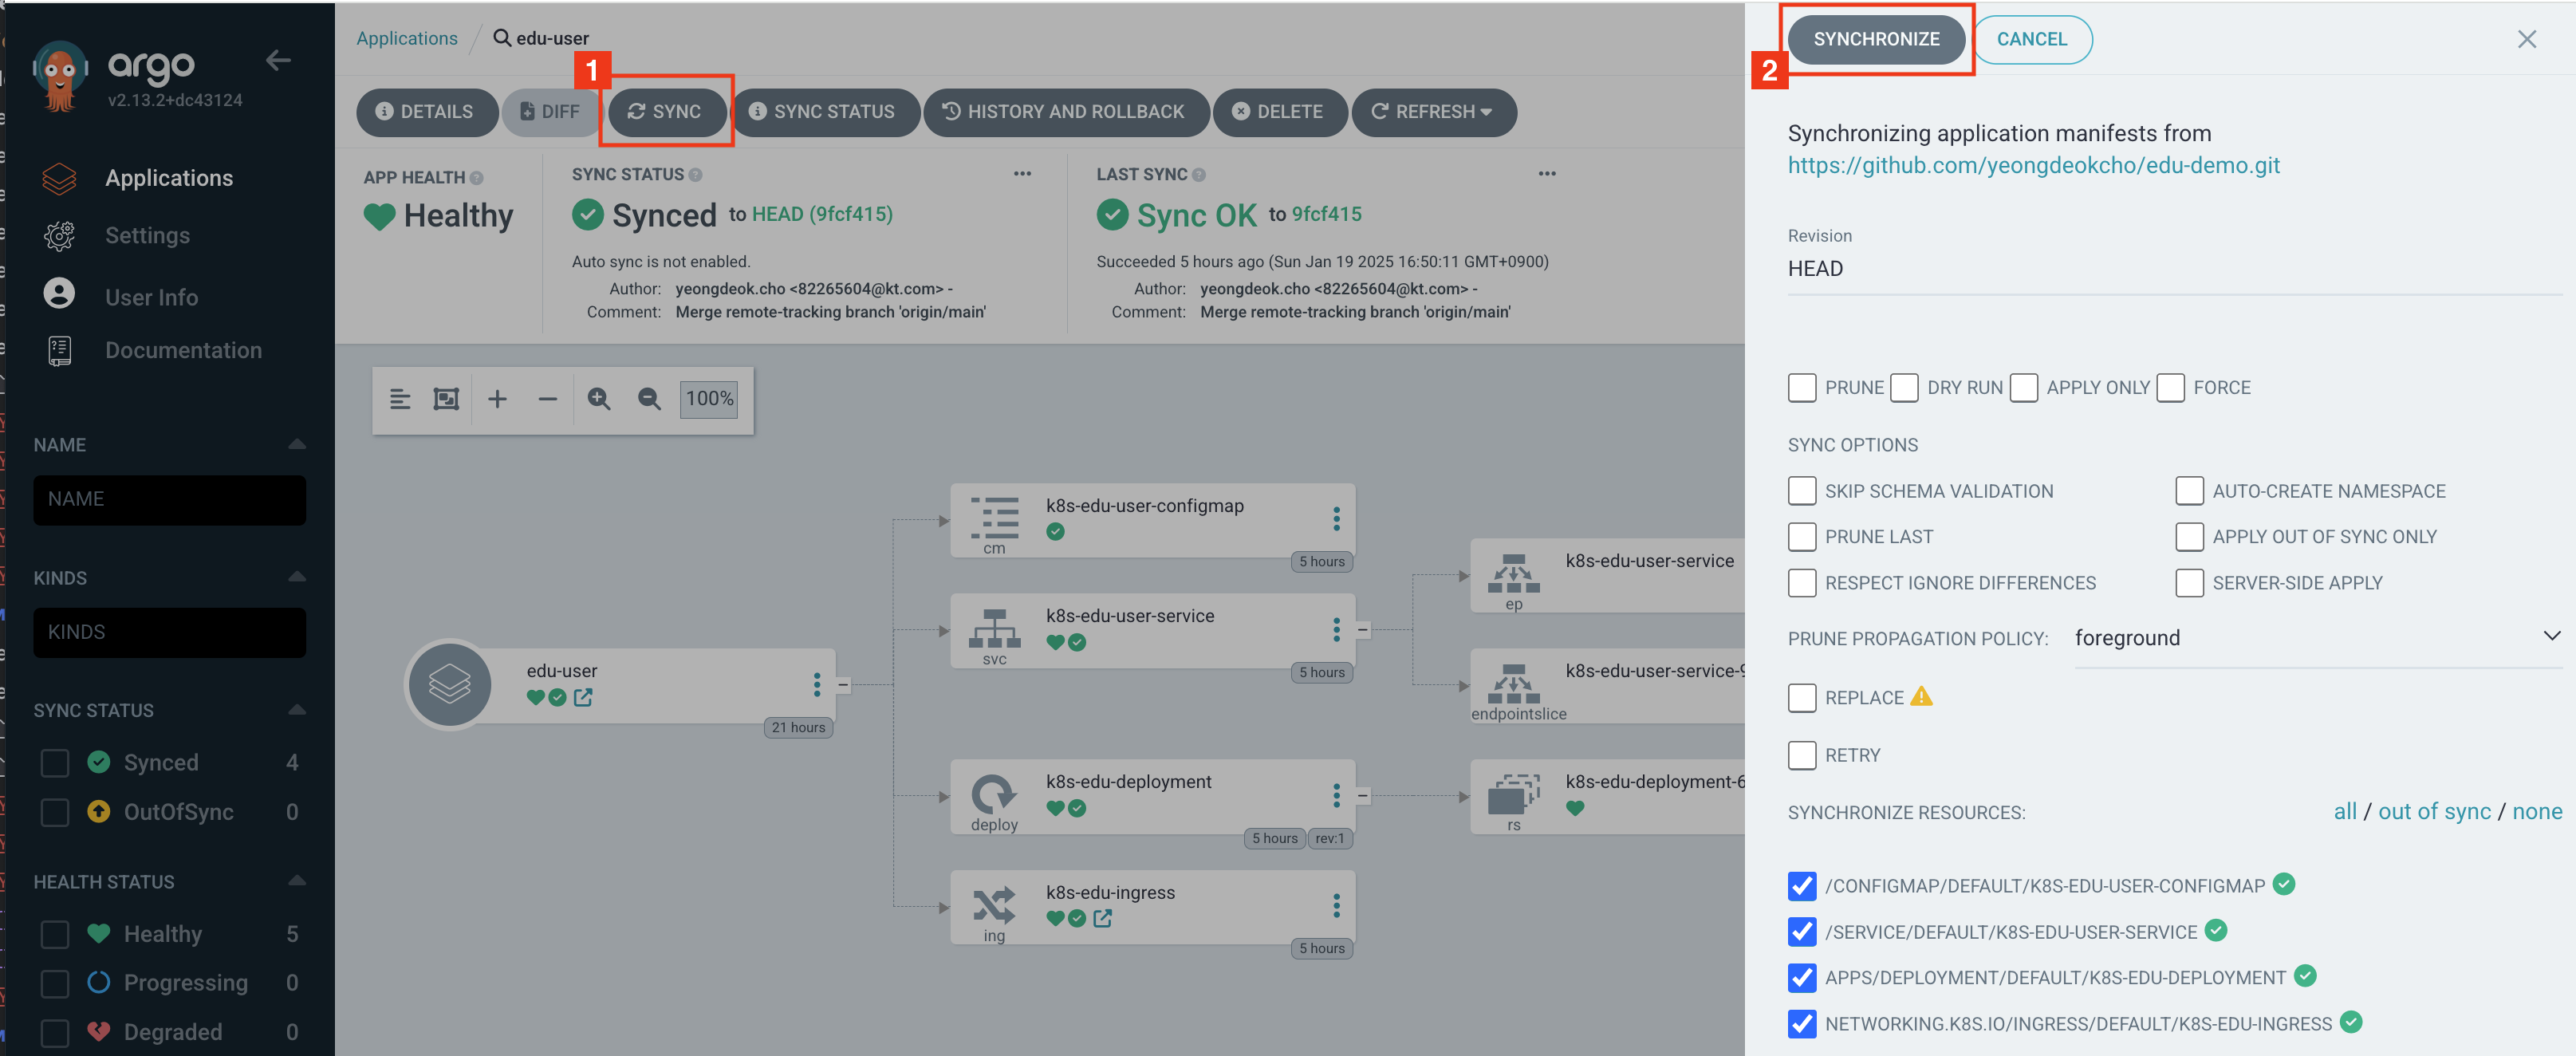 argo
v2.13.2+dc43124
Applications
Settings
User Info
Documentation
NAME
NAME
KINDS
KINDS
SYNC STATUS
Synced 4
OutOfSync 0
HEALTH STATUS
Healthy 5
Progressing 0
Degraded 0
Applications / edu-user
1
DETAILS DIFF SYNC SYNC STATUS HISTORY AND ROLLBACK DELETE REFRESH
APP HEALTH
Healthy
SYNC STATUS
Synced to HEAD (9fcf415)
Auto sync is not enabled.
Author: yeongdeok.cho <82265604@kt.com> -
Comment: Merge remote-tracking branch 'origin/main'
LAST SYNC
Sync OK to 9fcf415
Succeeded 5 hours ago (Sun Jan 19 2025 16:50:11 GMT+0900)
Author: yeongdeok.cho <82265604@kt.com> -
Comment: Merge remote-tracking branch 'origin/main'
100%
edu-user
21 hours
k8s-edu-user-configmap
cm
5 hours
k8s-edu-user-service
svc
5 hours
k8s-edu-deployment
deploy
5 hours rev:1
k8s-edu-ingress
ing
5 hours
k8s-edu-user-service
ep
k8s-edu-user-service-9
endpointslice
k8s-edu-deployment-6
rs
2
SYNCHRONIZE CANCEL
Synchronizing application manifests from
https://github.com/yeongdeokcho/edu-demo.git
Revision
HEAD
PRUNE DRY RUN APPLY ONLY FORCE
SYNC OPTIONS
SKIP SCHEMA VALIDATION AUTO-CREATE NAMESPACE
PRUNE LAST APPLY OUT OF SYNC ONLY
RESPECT IGNORE DIFFERENCES SERVER-SIDE APPLY
PRUNE PROPAGATION POLICY: foreground
REPLACE
RETRY
SYNCHRONIZE RESOURCES: all / out of sync / none
/CONFIGMAP/DEFAULT/K8S-EDU-USER-CONFIGMAP
/SERVICE/DEFAULT/K8S-EDU-USER-SERVICE
APPS/DEPLOYMENT/DEFAULT/K8S-EDU-DEPLOYMENT
NETWORKING.K8S.IO/INGRESS/DEFAULT/K8S-EDU-INGRESS